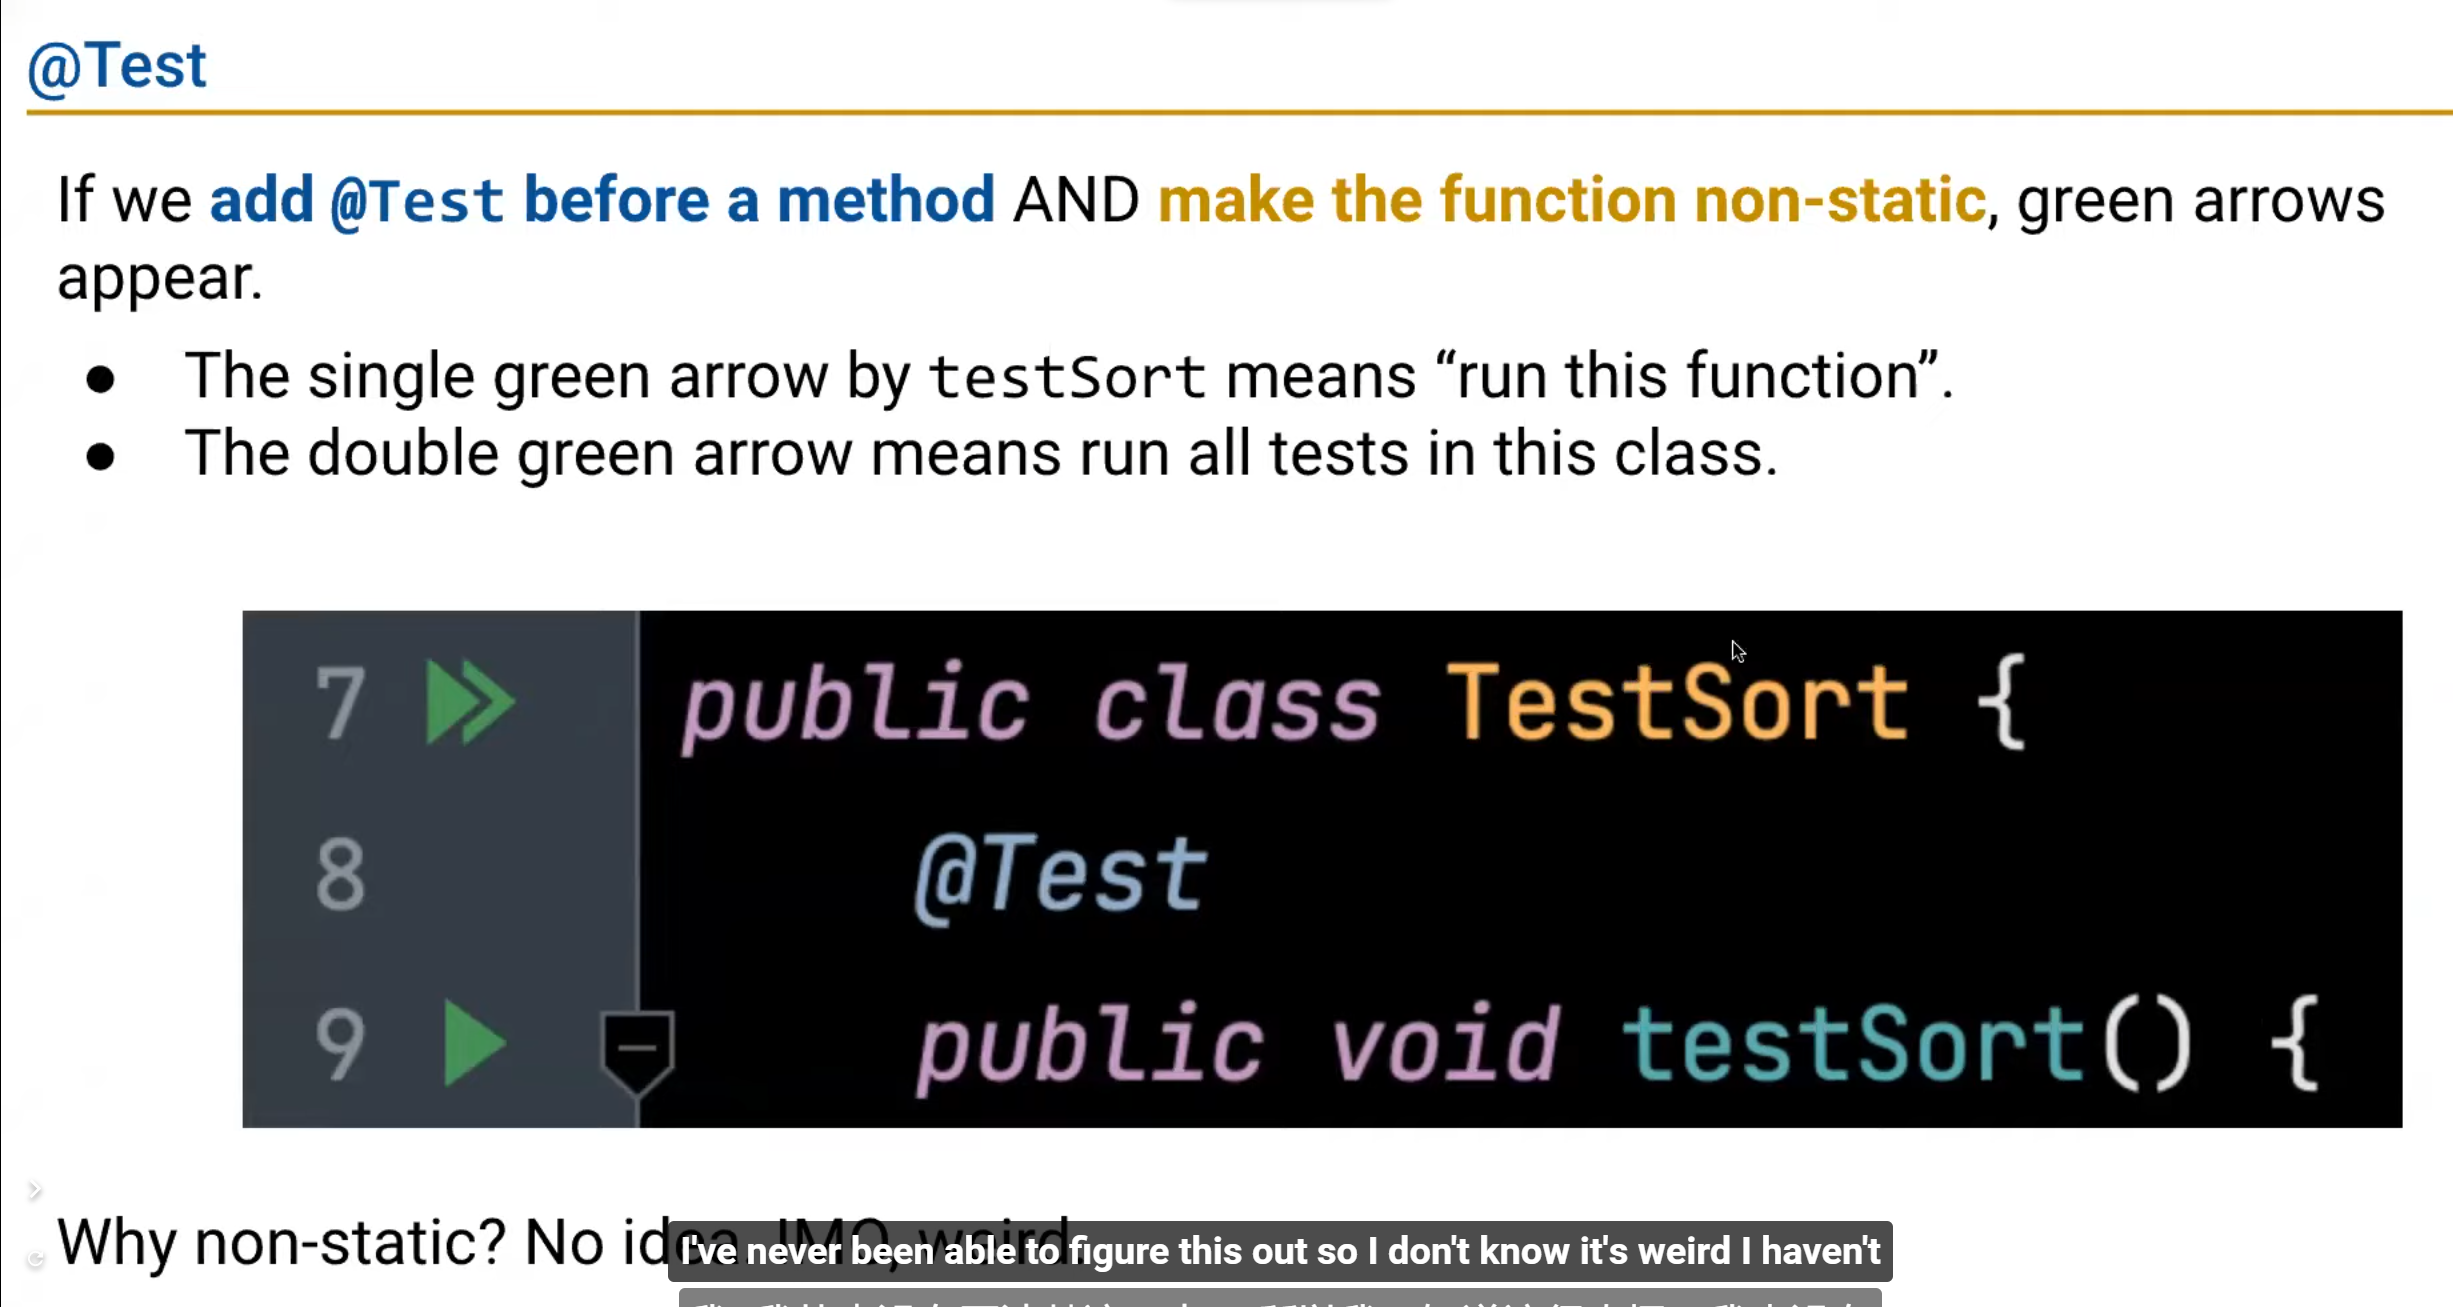 @Test
If we add @Test before a method AND make the function non-static, green arrows
appear.
● The single green arrow by testSort means “run this function”.
● The double green arrow means run all tests in this class.
7 public class TestSort {
8 @Test
9 public void testSort() {
Why non-static? No idea. IMO, weird.
I've never been able to figure this out so I don't know it's weird I haven't